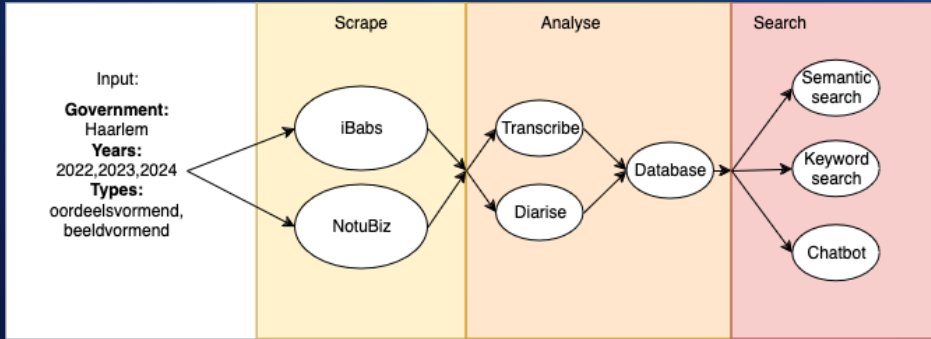 Scrape
Analyse
Search
Input:
Government:
Haarlem
Years:
2022,2023,2024
Types:
oordeelsvormend,
beeldvormend
iBabs
NotuBiz
Transcribe
Diarise
Database
Semantic
search
Keyword
search
Chatbot